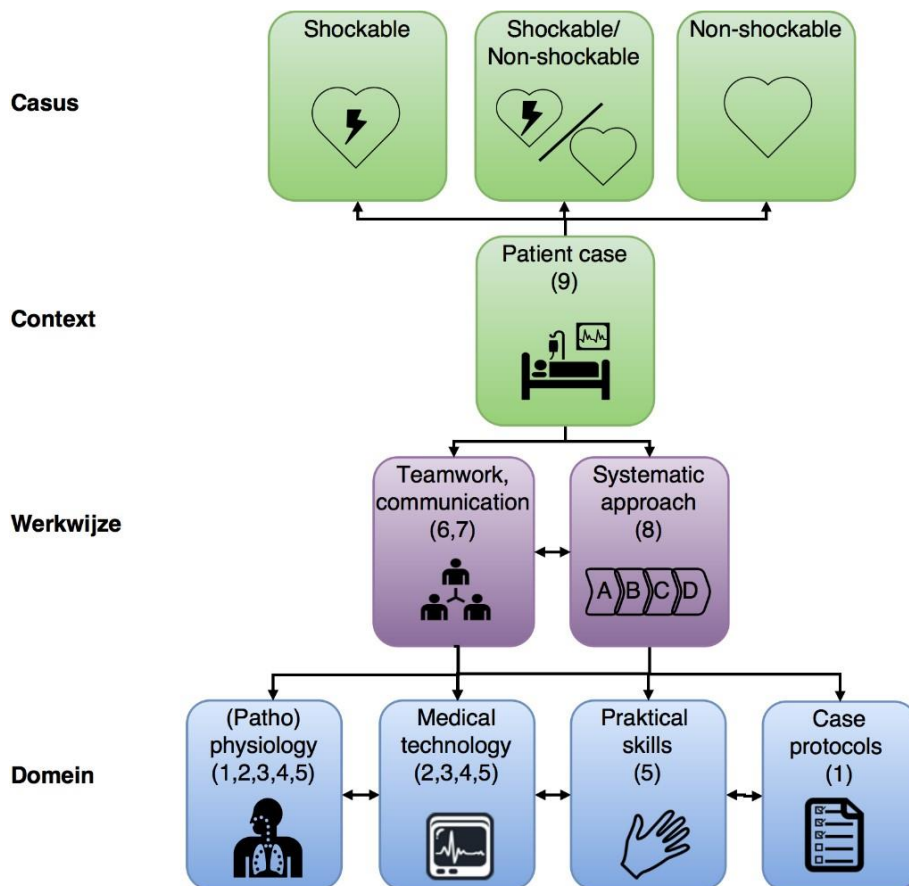 Shockable
Shockable/
Non-shockable
Non-shockable
Casus
Patient case
(9)
Context
Teamwork,
communication
(6,7)
Systematic
approach
(8)
Werkwijze
A B C D
(Patho)
physiology
(1,2,3,4,5)
Medical
technology
(2,3,4,5)
Praktical
skills
(5)
Case
protocols
(1)
Domein